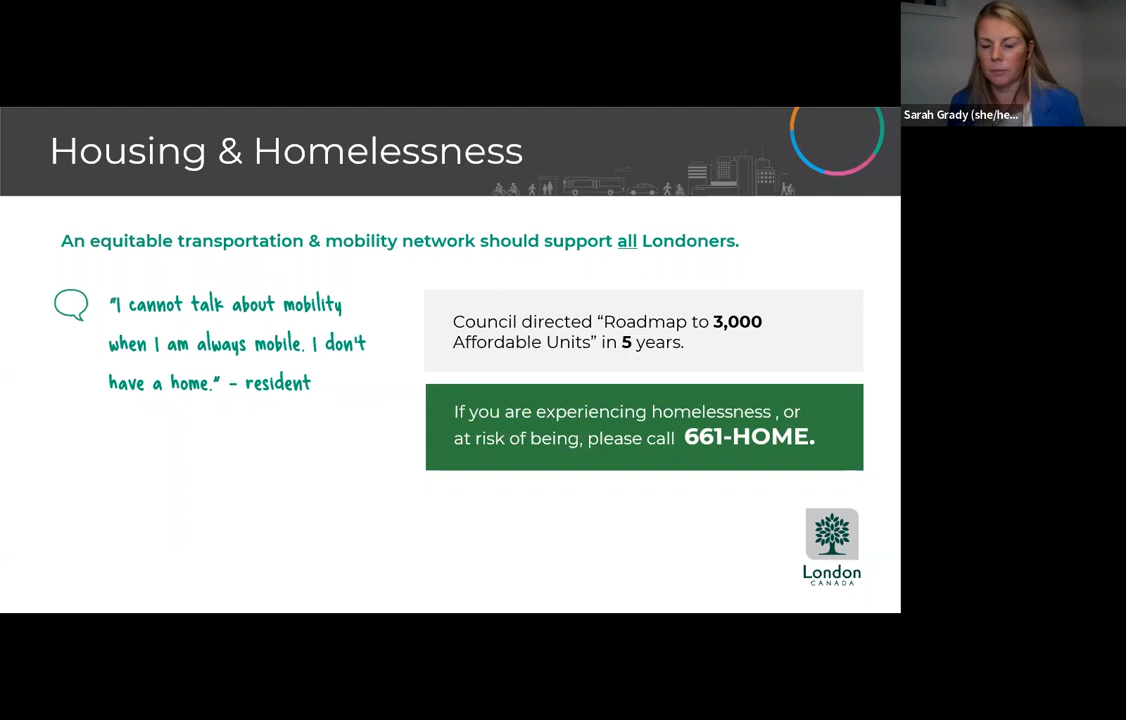 Sarah Grady (she/he...
Housing & Homelessness
An equitable transportation & mobility network should support all Londoners.
"I cannot talk about mobility
when I am always mobile. I don't
have a home." - resident
Council directed “Roadmap to 3,000
Affordable Units” in 5 years.
If you are experiencing homelessness , or
at risk of being, please call 661-HOME.
London
CANADA